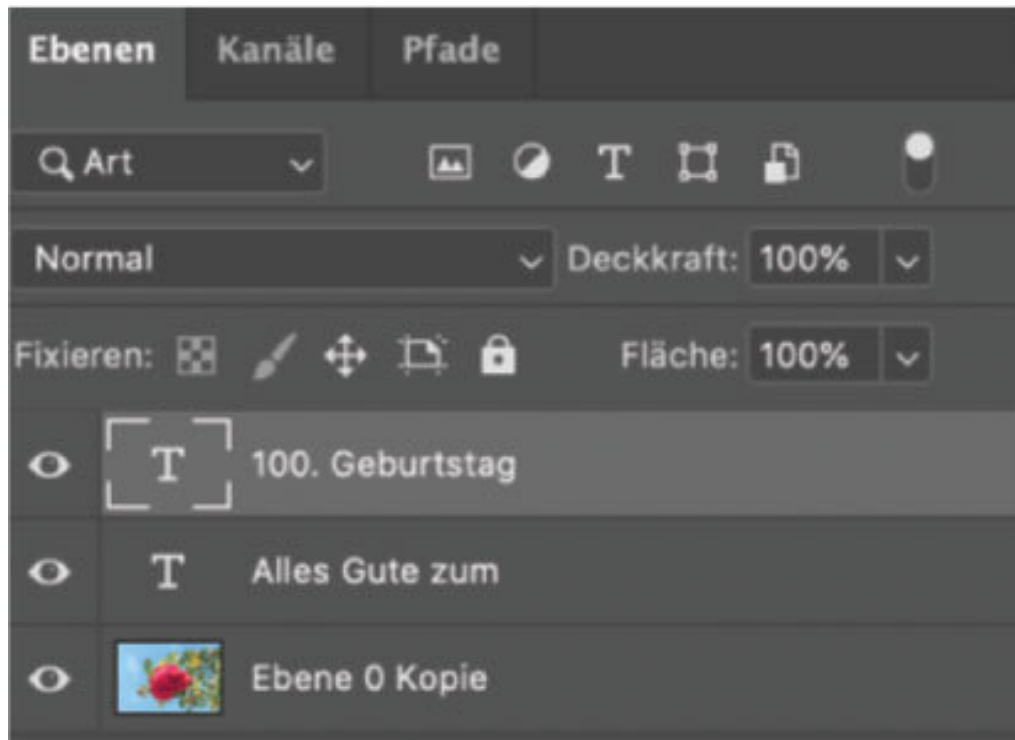 Ebenen Kanäle Pfade
Art
Normal Deckkraft: 100%
Fixieren: Fläche: 100%
T 100. Geburtstag
T Alles Gute zum
Ebene 0 Kopie